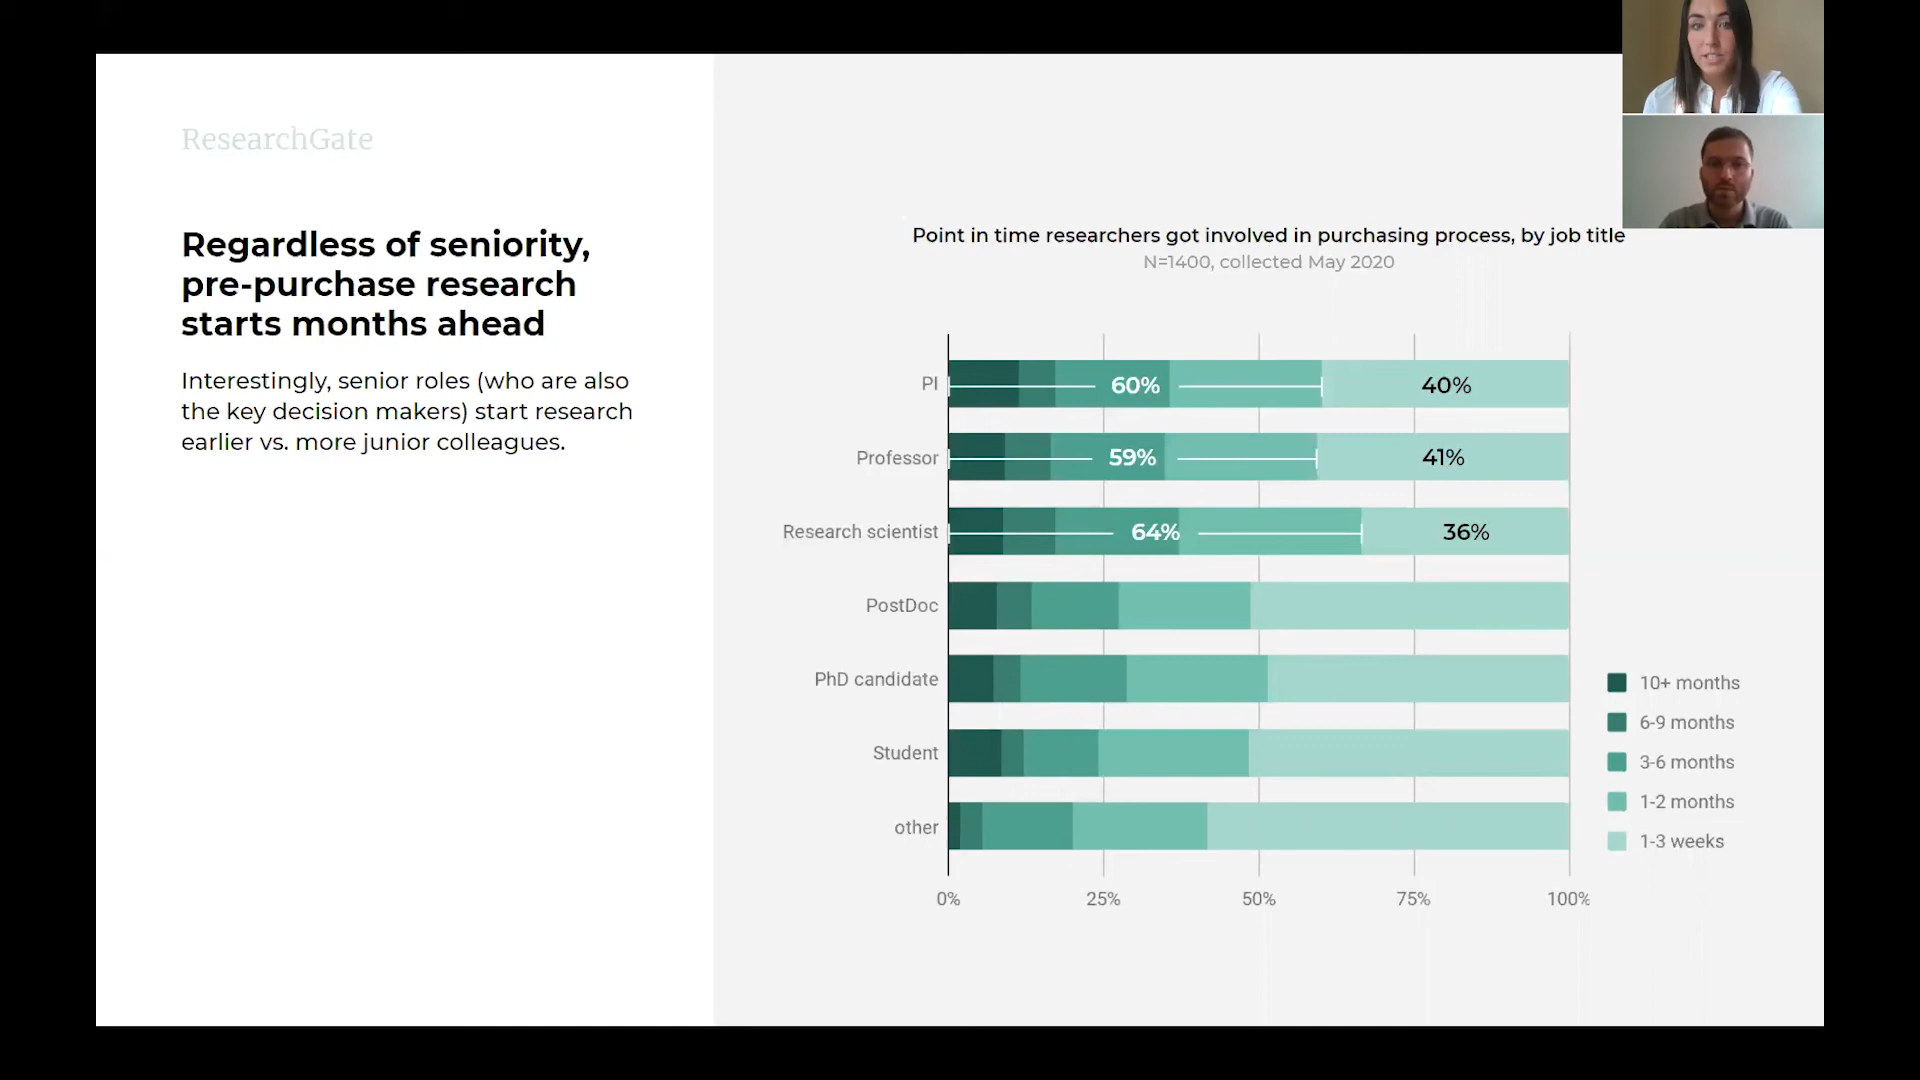 ResearchGate
Regardless of seniority,
pre-purchase research
starts months ahead
Interestingly, senior roles (who are also
the key decision makers) start research
earlier vs. more junior colleagues.
Point in time researchers got involved in purchasing process, by job title
N=1400, collected May 2020
PI 60% 40%
Professor 59% 41%
Research scientist 64% 36%
PostDoc
PhD candidate
Student
other
0% 25% 50% 75% 100%
10+ months
6-9 months
3-6 months
1-2 months
1-3 weeks